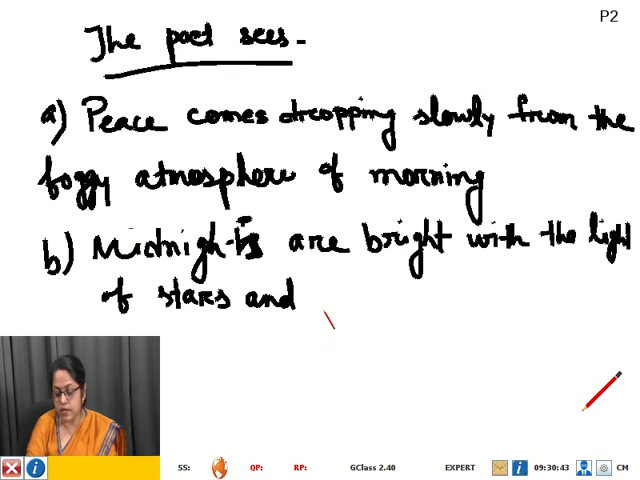 P2
The poet sees -
a) Peace comes dropping slowly from the
foggy atmosphere of morning
b) Midnights are bright with the light
of stars and
SS: QP: RP: GClass 2.40 EXPERT 09:30:43 CM